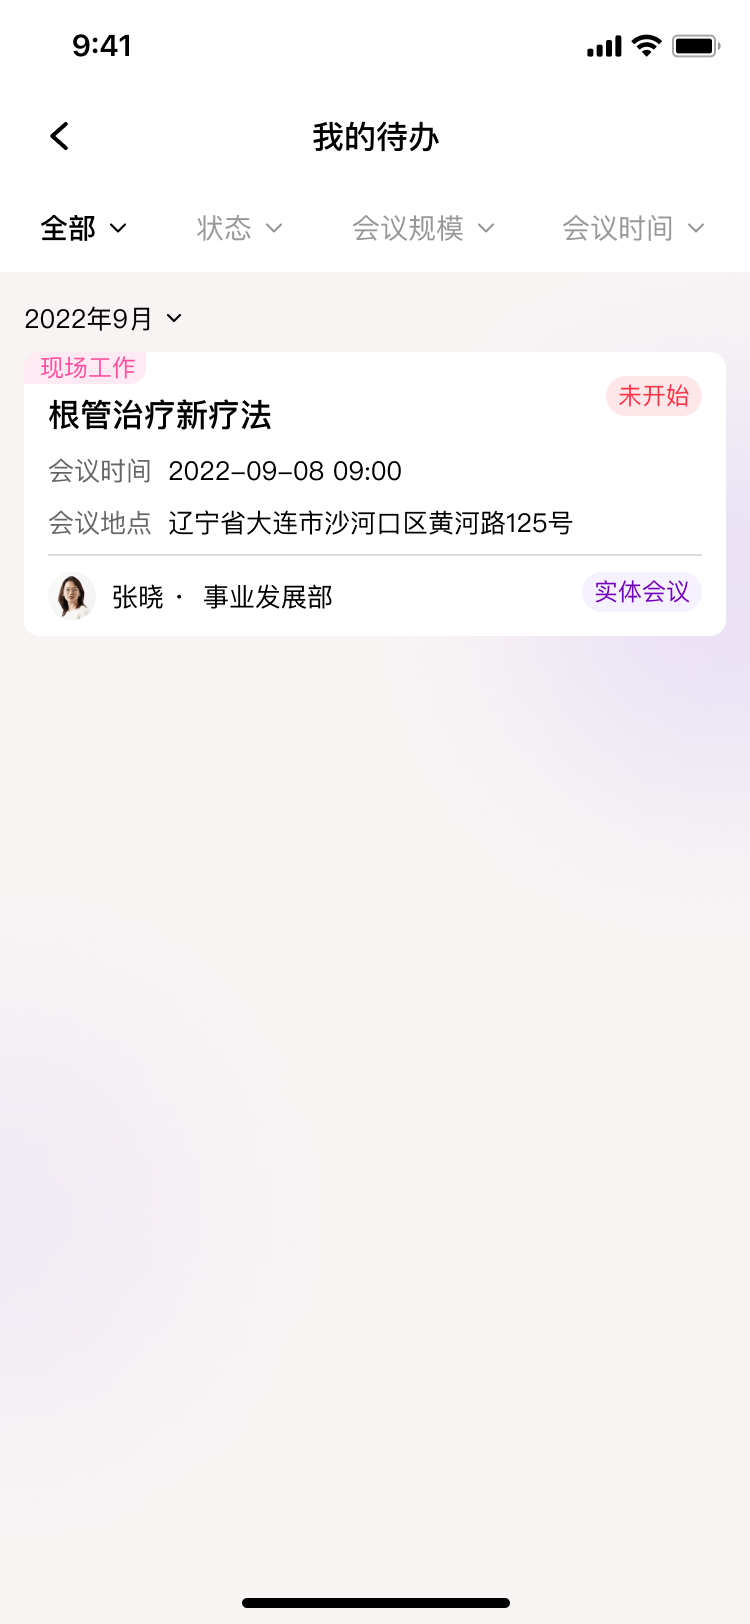 9:41
我的待办
全部 状态 会议规模 会议时间
2022年9月
现场工作
根管治疗新疗法
未开始
会议时间 2022-09-08 09:00
会议地点 辽宁省大连市沙河口区黄河路125号
张晓 · 事业发展部
实体会议